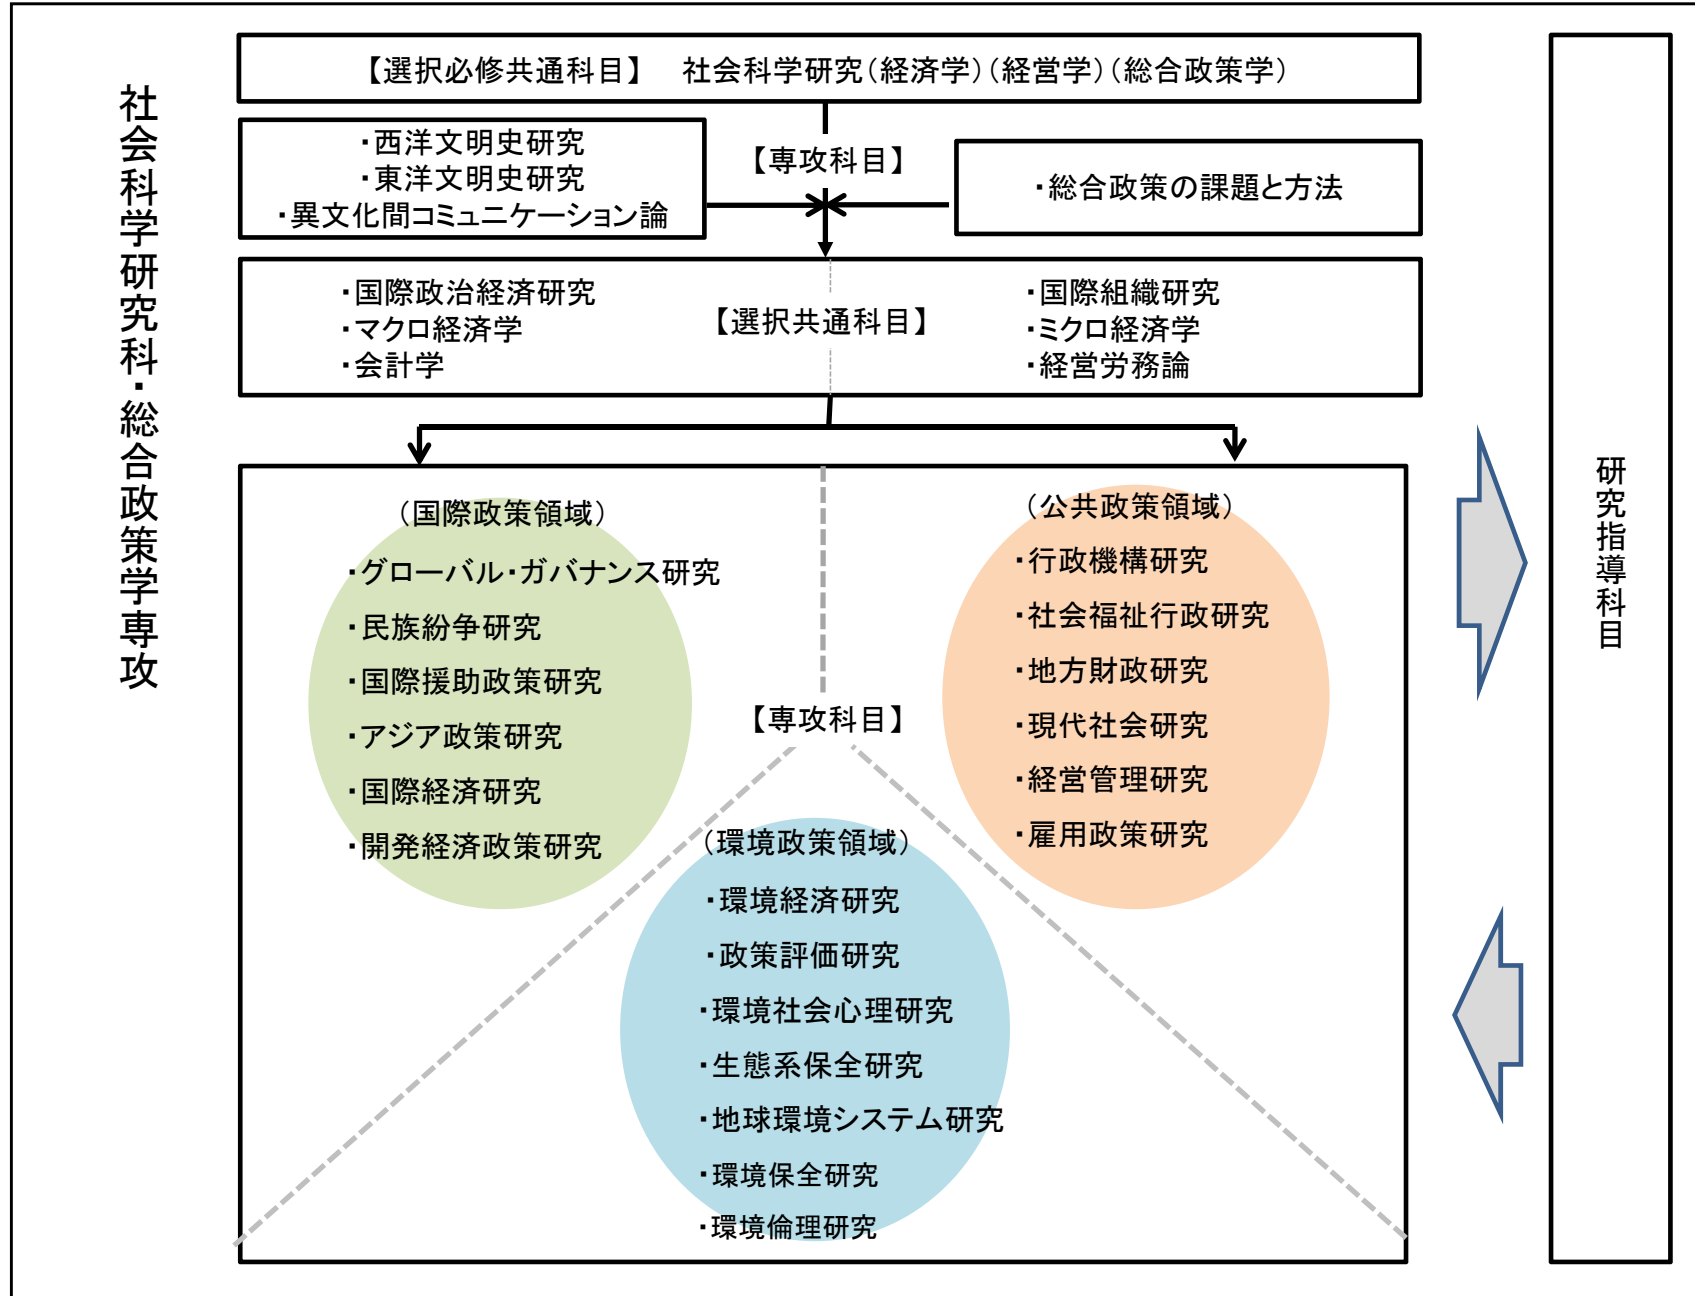 社会科学研究科・総合政策学専攻
【選択必修共通科目】　社会科学研究（経済学）（経営学）（総合政策学）
・西洋文明史研究
・東洋文明史研究
・異文化間コミュニケーション論
【専攻科目】
・総合政策の課題と方法
・国際政治経済研究
・マクロ経済学
・会計学
【選択共通科目】
・国際組織研究
・ミクロ経済学
・経営労務論
（国際政策領域）
・グローバル・ガバナンス研究
・民族紛争研究
・国際援助政策研究
・アジア政策研究
・国際経済研究
・開発経済政策研究
（公共政策領域）
・行政機構研究
・社会福祉行政研究
・地方財政研究
・現代社会研究
・経営管理研究
・雇用政策研究
【専攻科目】
（環境政策領域）
・環境経済研究
・政策評価研究
・環境社会心理研究
・生態系保全研究
・地球環境システム研究
・環境保全研究
・環境倫理研究
研究指導科目